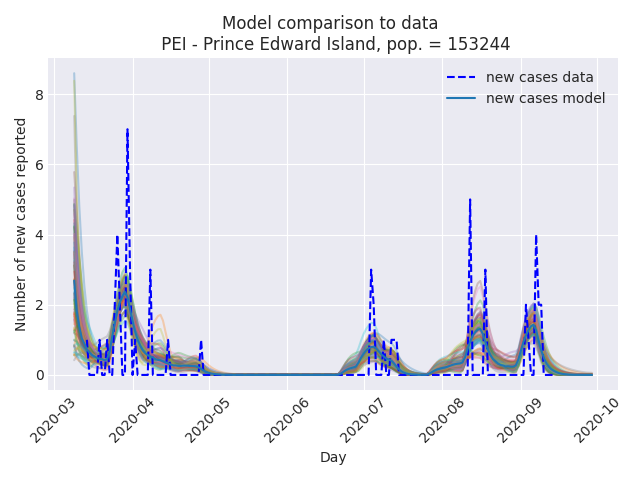 Model comparison to data
PEI - Prince Edward Island, pop. = 153244
new cases data
new cases model
Number of new cases reported
8
6
4
2
0
2020-03
2020-04
2020-05
2020-06
2020-07
2020-08
2020-09
2020-10
Day